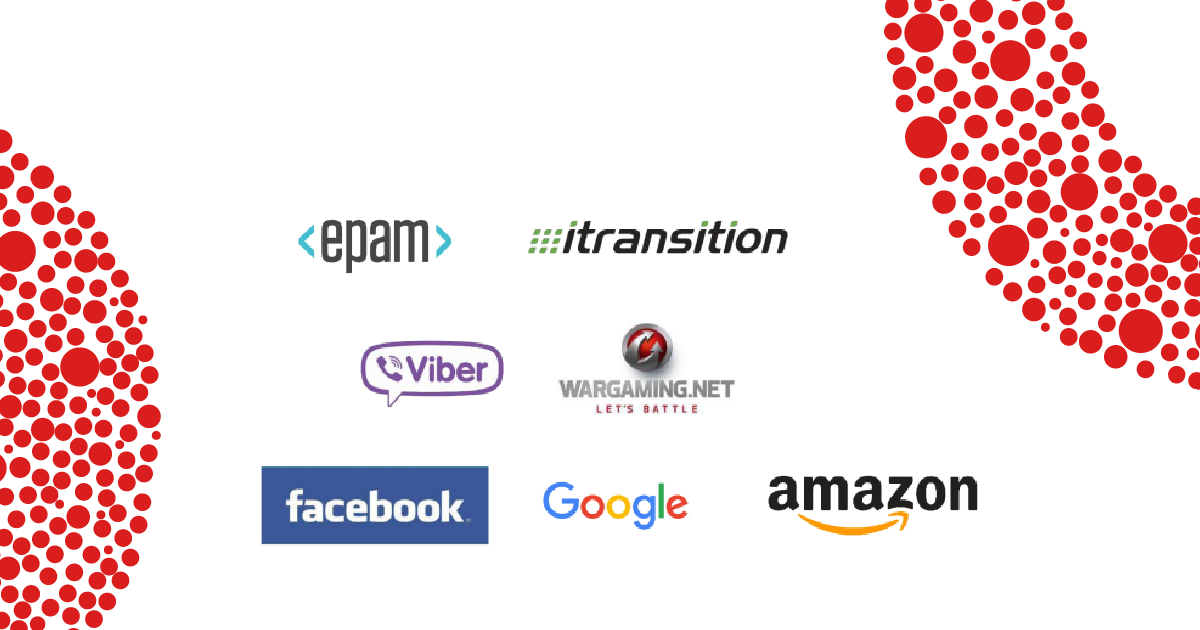 <epam>
itransition
Viber
WARGAMING.NET
LET'S BATTLE
facebook
Google
amazon